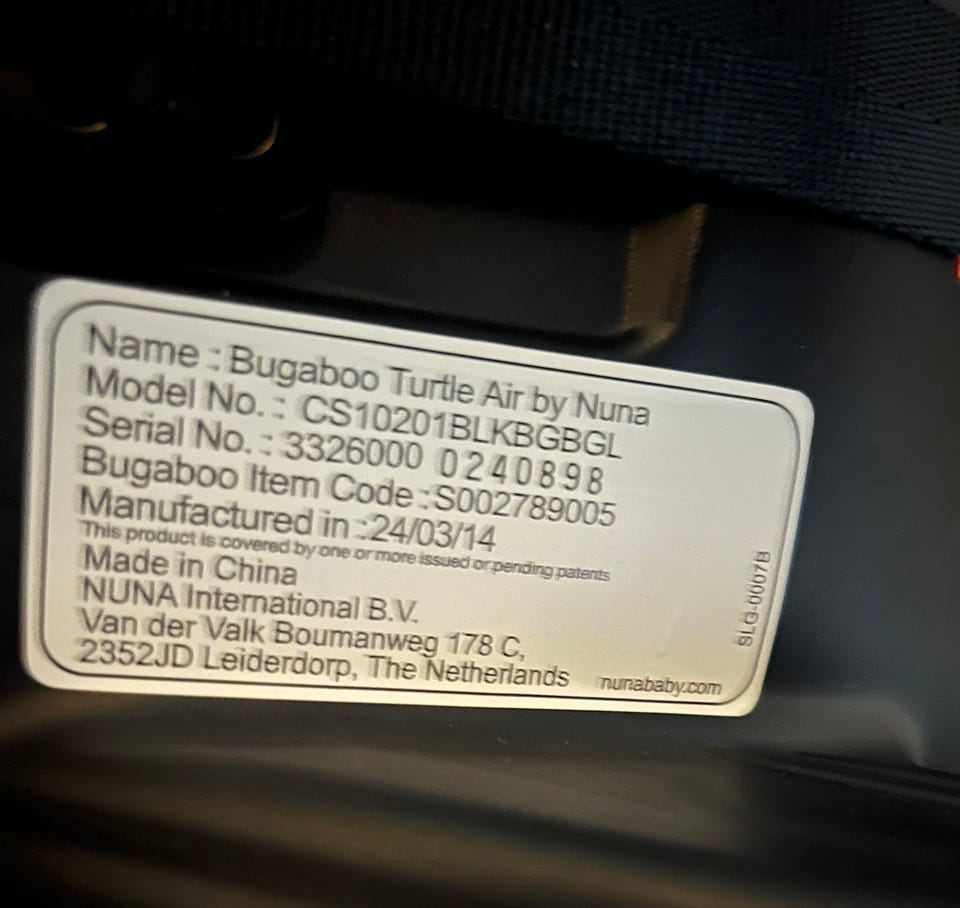 Name : Bugaboo Turtle Air by Nuna
Model No. : CS10201BLKBGBGL
Serial No. : 3326000 0240898
Bugaboo Item Code : S002789005
Manufactured in : 24/03/14
This product is covered by one or more issued or pending patents
Made in China
NUNA International B.V.
Van der Valk Boumanweg 178 C,
2352JD Leiderdorp, The Netherlands
nunababy.com
SLG-0007B